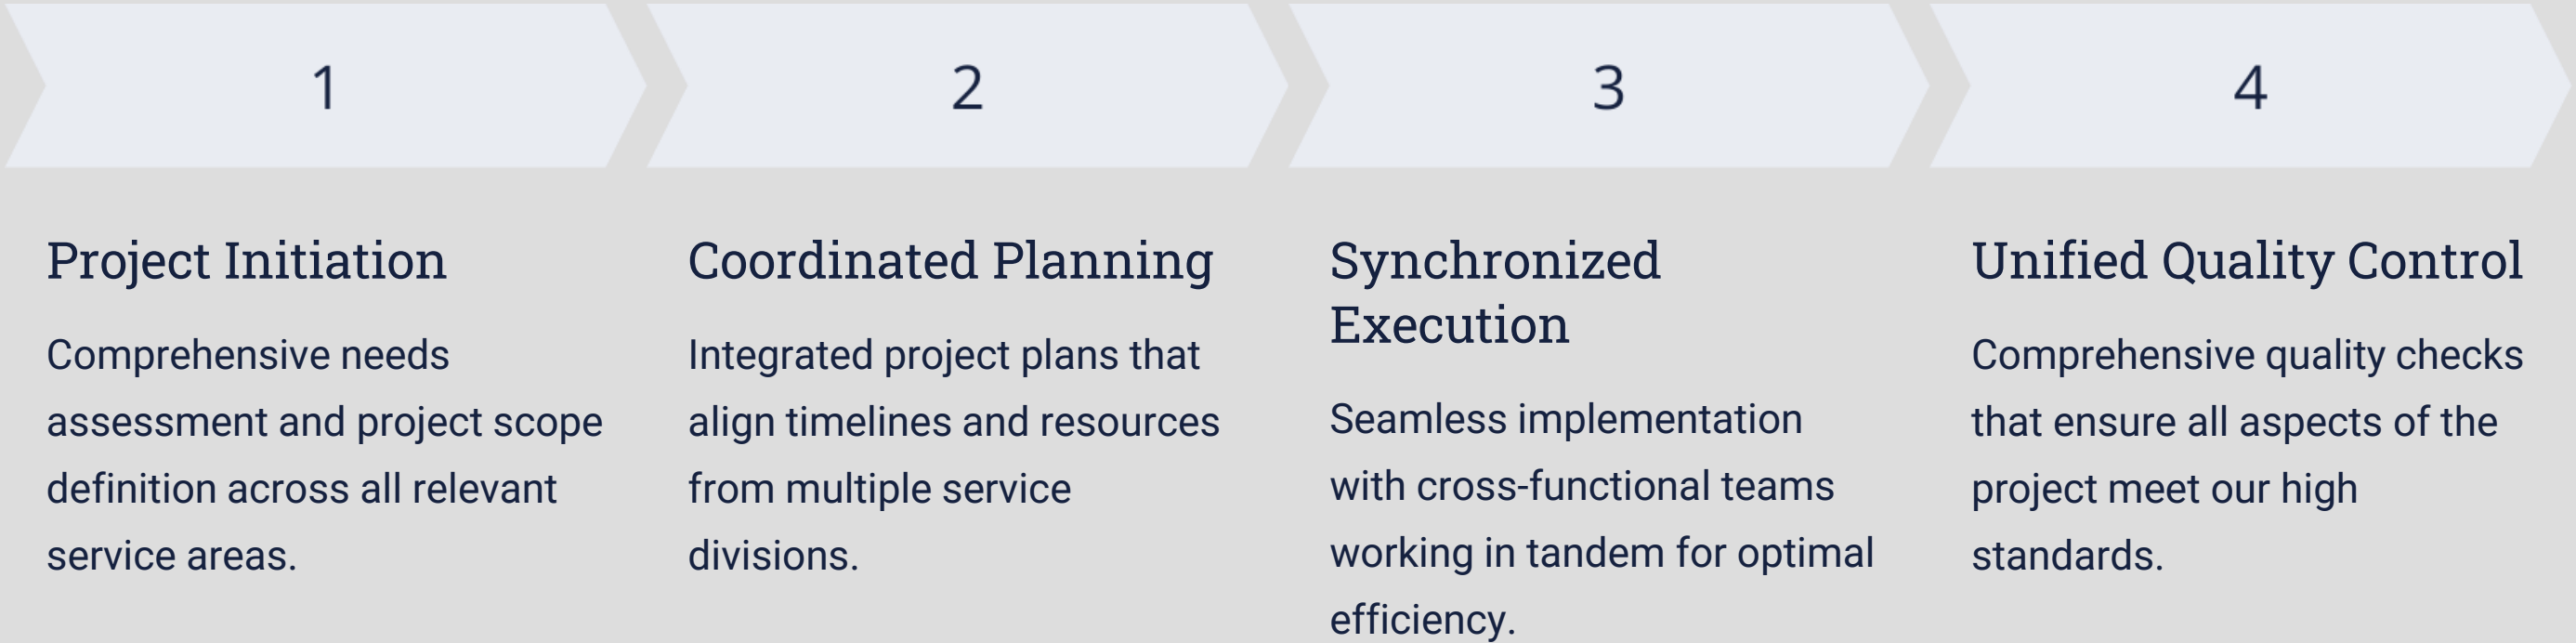 1
2
3
4
Project Initiation
Comprehensive needs
assessment and project scope
definition across all relevant
service areas.
Coordinated Planning
Integrated project plans that
align timelines and resources
from multiple service
divisions.
Synchronized
Execution
Seamless implementation
with cross-functional teams
working in tandem for optimal
efficiency.
Unified Quality Control
Comprehensive quality checks
that ensure all aspects of the
project meet our high
standards.